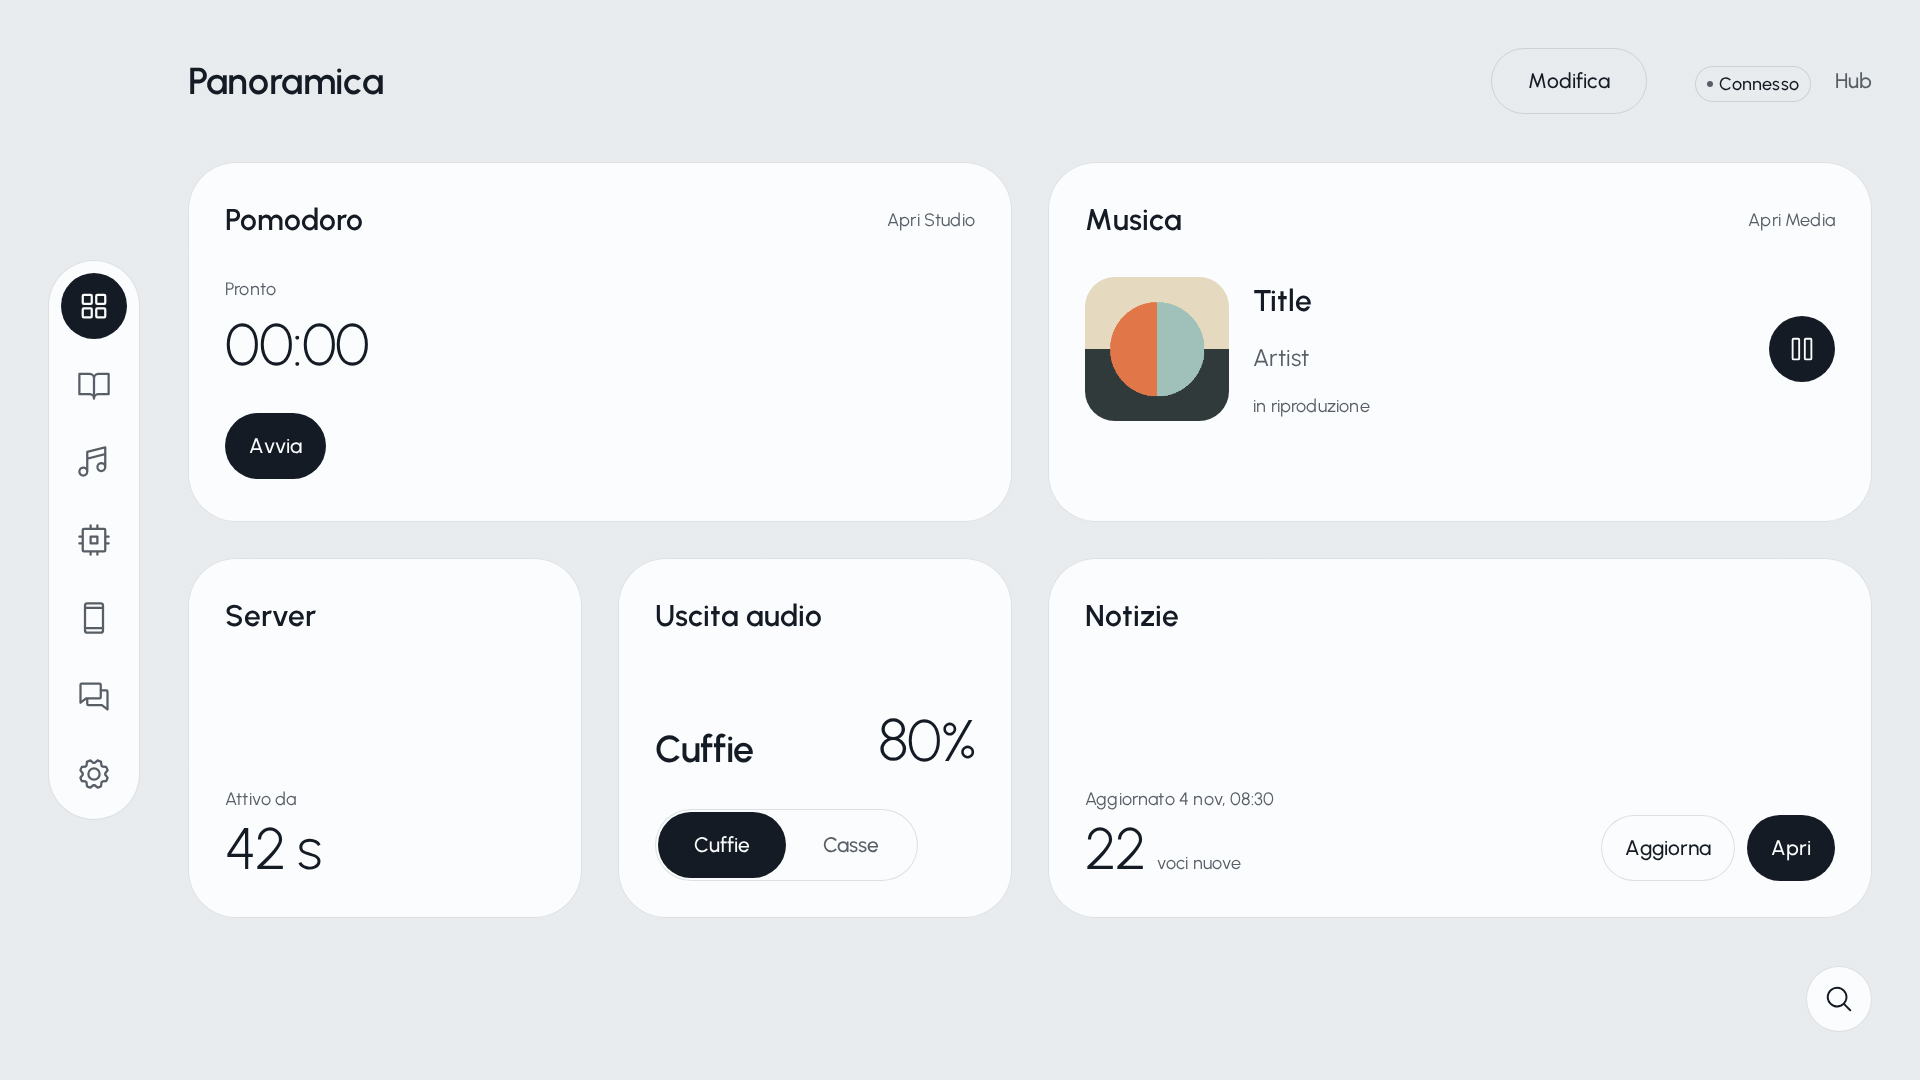 Panoramica
Modifica
Connesso
Hub
Pomodoro
Apri Studio
Pronto
00:00
Avvia
Musica
Apri Media
Title
Artist
in riproduzione
Server
Attivo da
42 s
Uscita audio
Cuffie
80%
Cuffie
Casse
Notizie
Aggiornato 4 nov, 08:30
22 voci nuove
Aggiorna
Apri